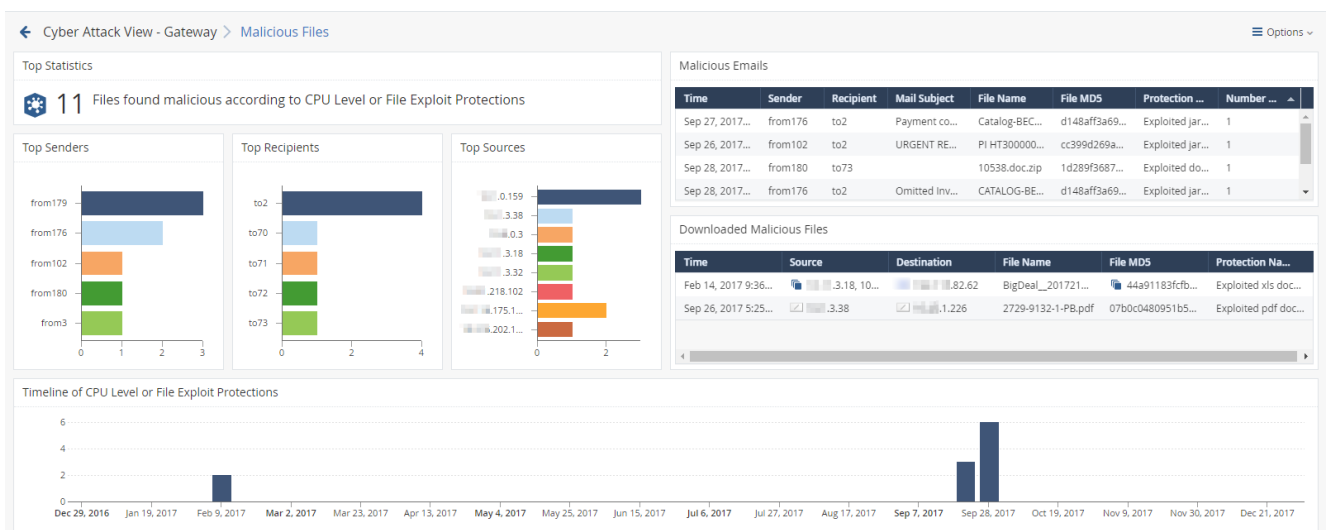 Cyber Attack View - Gateway > Malicious Files
Options
Top Statistics
11 Files found malicious according to CPU Level or File Exploit Protections
Top Senders
from179
from176
from102
from180
from3
0 1 2 3
Top Recipients
to2
to70
to71
to72
to73
0 2 4
Top Sources
.0.159
.3.38
.0.3
.3.18
.3.32
.218.102
.175.1...
.202.1...
0 2
Malicious Emails
Time Sender Recipient Mail Subject File Name File MD5 Protection ... Number ...
Sep 27, 2017... from176 to2 Payment co... Catalog-BEC... d148aff3a69... Exploited jar... 1
Sep 26, 2017... from102 to2 URGENT RE... PI HT300000... cc399d269a... Exploited jar... 1
Sep 28, 2017... from180 to73 10538.doc.zip 1d289f3687... Exploited do... 1
Sep 28, 2017... from176 to2 Omitted Inv... CATALOG-BE... d148aff3a69... Exploited jar... 1
Downloaded Malicious Files
Time Source Destination File Name File MD5 Protection Na...
Feb 14, 2017 9:36... .3.18, 10... .82.62 BigDeal__201721... 44a91183fcfb... Exploited xls doc...
Sep 26, 2017 5:25... .3.38 .1.226 2729-9132-1-PB.pdf 07b0c0480951b5... Exploited pdf doc...
Timeline of CPU Level or File Exploit Protections
6
4
2
0
Dec 29, 2016 Jan 19, 2017 Feb 9, 2017 Mar 2, 2017 Mar 23, 2017 Apr 13, 2017 May 4, 2017 May 25, 2017 Jun 15, 2017 Jul 6, 2017 Jul 27, 2017 Aug 17, 2017 Sep 7, 2017 Sep 28, 2017 Oct 19, 2017 Nov 9, 2017 Nov 30, 2017 Dec 21, 2017